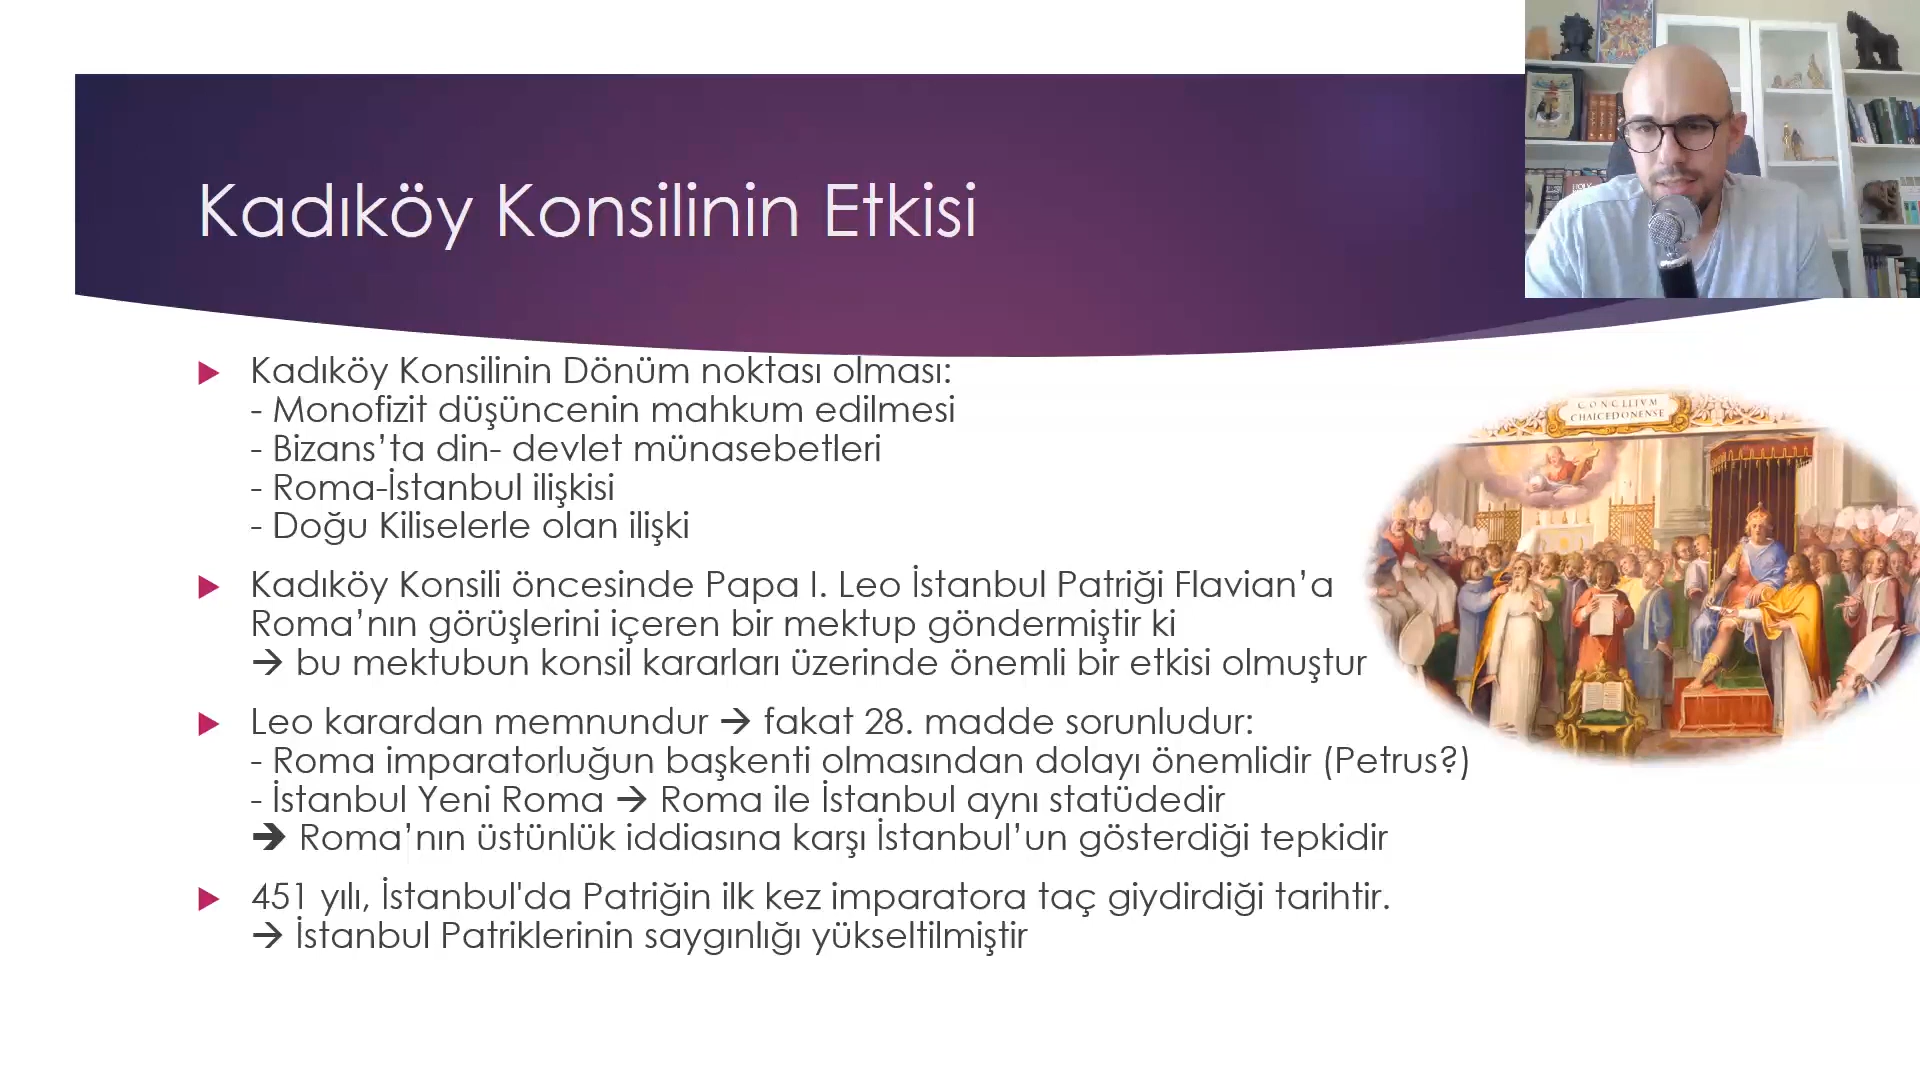 Kadıköy Konsilinin Etkisi
Kadıköy Konsilinin Dönüm noktası olması:
- Monofizit düşüncenin mahkum edilmesi
- Bizans’ta din- devlet münasebetleri
- Roma-İstanbul ilişkisi
- Doğu Kiliselerle olan ilişki
Kadıköy Konsili öncesinde Papa I. Leo İstanbul Patriği Flavian’a
Roma’nın görüşlerini içeren bir mektup göndermiştir ki
→ bu mektubun konsil kararları üzerinde önemli bir etkisi olmuştur
Leo karardan memnundur → fakat 28. madde sorunludur:
- Roma imparatorluğun başkenti olmasından dolayı önemlidir (Petrus?)
- İstanbul Yeni Roma → Roma ile İstanbul aynı statüdedir
→ Roma’nın üstünlük iddiasına karşı İstanbul’un gösterdiği tepkidir
451 yılı, İstanbul'da Patriğin ilk kez imparatora taç giydirdiği tarihtir.
→ İstanbul Patriklerinin saygınlığı yükseltilmiştir
CONCILIVM
CHALCEDONENSE